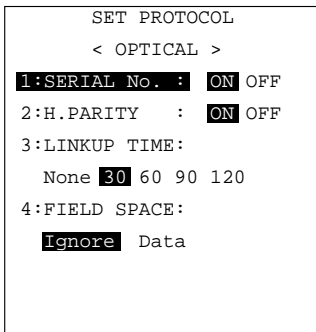 SET PROTOCOL
< OPTICAL >
1:SERIAL No. : ON OFF
2:H.PARITY : ON OFF
3:LINKUP TIME:
None 30 60 90 120
4:FIELD SPACE:
Ignore Data